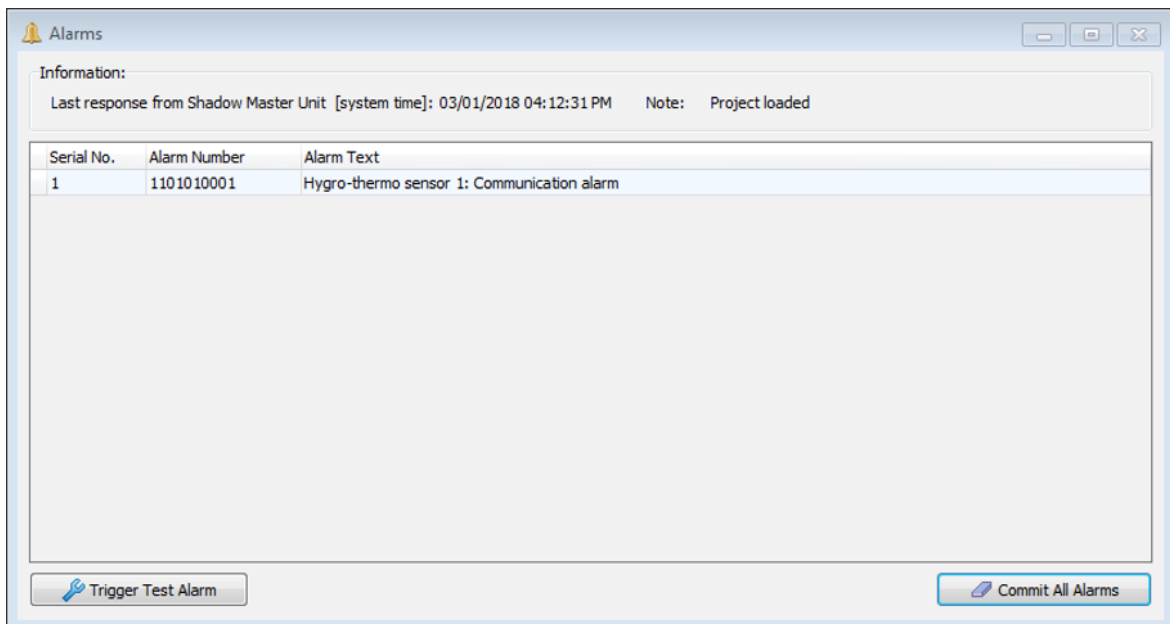 Alarms
Information:
Last response from Shadow Master Unit [system time]: 03/01/2018 04:12:31 PM Note: Project loaded
Serial No. Alarm Number Alarm Text
1 1101010001 Hygro-thermo sensor 1: Communication alarm
Trigger Test Alarm Commit All Alarms